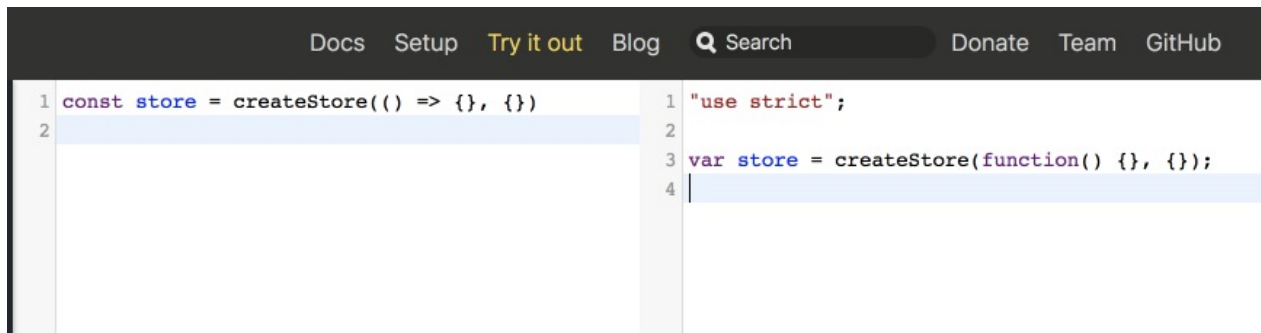 Docs Setup Try it out Blog Search Donate Team GitHub
1 const store = createStore(() => {}, {})
2
1 "use strict";
2
3 var store = createStore(function() {}, {});
4